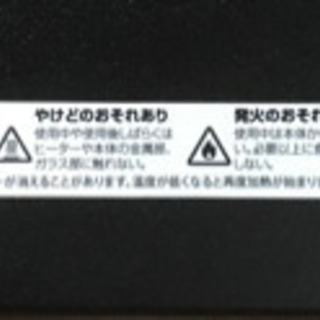 やけどのおそれあり
使用中や使用後しばらくは
ヒーターや本体の金属部、
ガラス部に触れない。
発火のおそれ
使用中は本体か
い。必要以上に
しない。
が消えることがあります。温度が低くなると再度加熱が始まり